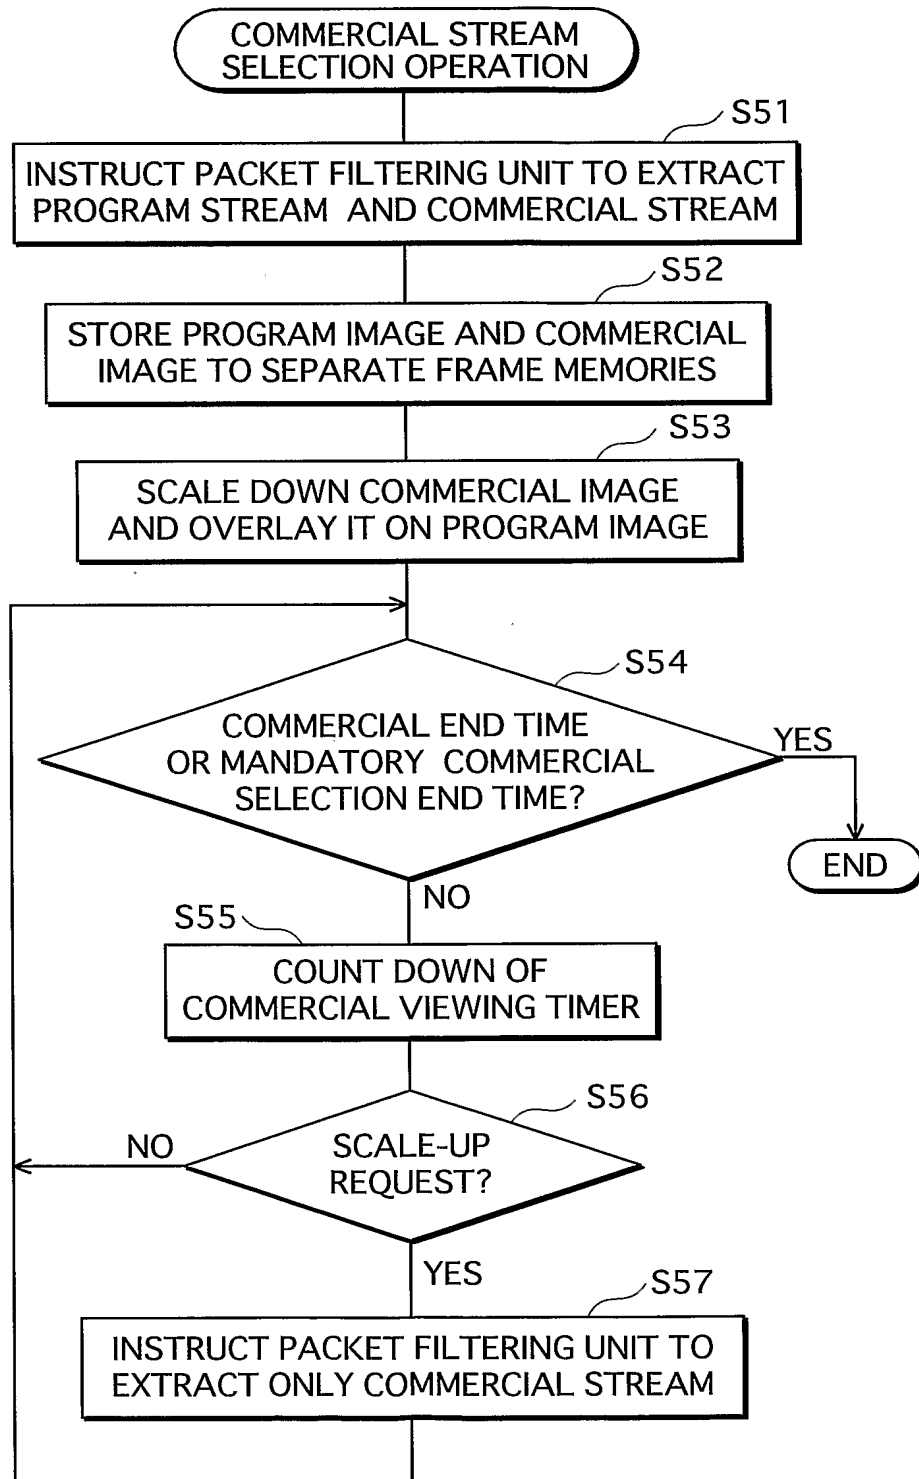 COMMERCIAL STREAM
SELECTION OPERATION
S51
INSTRUCT PACKET FILTERING UNIT TO EXTRACT
PROGRAM STREAM AND COMMERCIAL STREAM
S52
STORE PROGRAM IMAGE AND COMMERCIAL
IMAGE TO SEPARATE FRAME MEMORIES
S53
SCALE DOWN COMMERCIAL IMAGE
AND OVERLAY IT ON PROGRAM IMAGE
S54
COMMERCIAL END TIME
OR MANDATORY COMMERCIAL
SELECTION END TIME?
YES
END
NO
S55
COUNT DOWN OF
COMMERCIAL VIEWING TIMER
S56
SCALE-UP
REQUEST?
NO
YES
S57
INSTRUCT PACKET FILTERING UNIT TO
EXTRACT ONLY COMMERCIAL STREAM